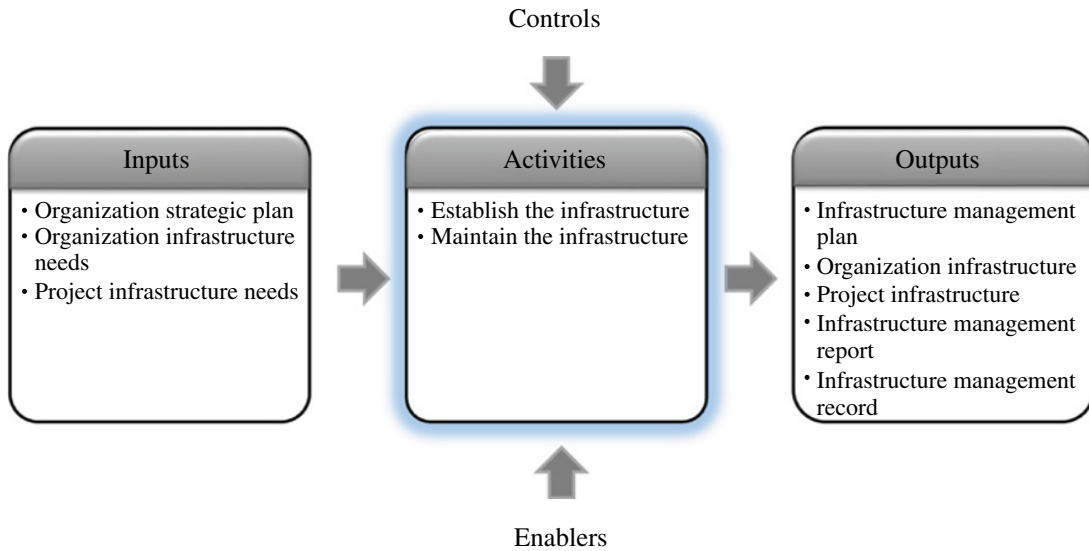 Controls
Inputs
• Organization strategic plan
• Organization infrastructure
needs
• Project infrastructure needs
Activities
• Establish the infrastructure
• Maintain the infrastructure
Outputs
• Infrastructure management
plan
• Organization infrastructure
• Project infrastructure
• Infrastructure management
report
• Infrastructure management
record
Enablers